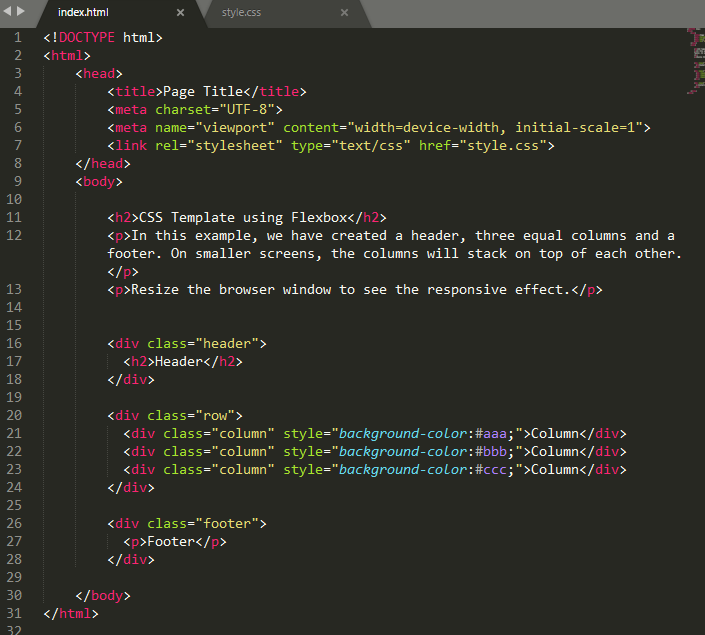 index.html × style.css ×
1 <!DOCTYPE html>
2 <html>
3     <head>
4         <title>Page Title</title>
5         <meta charset="UTF-8">
6         <meta name="viewport" content="width=device-width, initial-scale=1">
7         <link rel="stylesheet" type="text/css" href="style.css">
8     </head>
9     <body>
10
11         <h2>CSS Template using Flexbox</h2>
12         <p>In this example, we have created a header, three equal columns and a
        footer. On smaller screens, the columns will stack on top of each other.
        </p>
13         <p>Resize the browser window to see the responsive effect.</p>
14
15
16         <div class="header">
17           <h2>Header</h2>
18         </div>
19
20         <div class="row">
21           <div class="column" style="background-color:#aaa;">Column</div>
22           <div class="column" style="background-color:#bbb;">Column</div>
23           <div class="column" style="background-color:#ccc;">Column</div>
24         </div>
25
26         <div class="footer">
27           <p>Footer</p>
28         </div>
29
30     </body>
31 </html>
32